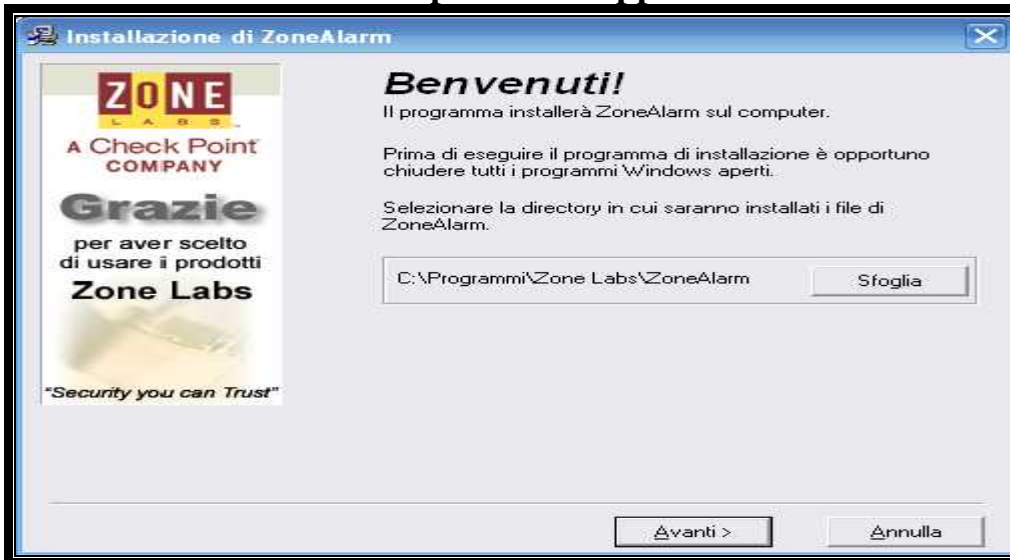 Installazione di ZoneAlarm
ZONE
LABS
A Check Point
COMPANY
Grazie
per aver scelto
di usare i prodotti
Zone Labs
"Security you can Trust"
Benvenuti!
Il programma installerà ZoneAlarm sul computer.
Prima di eseguire il programma di installazione è opportuno
chiudere tutti i programmi Windows aperti.
Selezionare la directory in cui saranno installati i file di
ZoneAlarm.
C:\Programmi\Zone Labs\ZoneAlarm
Sfoglia
Avanti >
Annulla